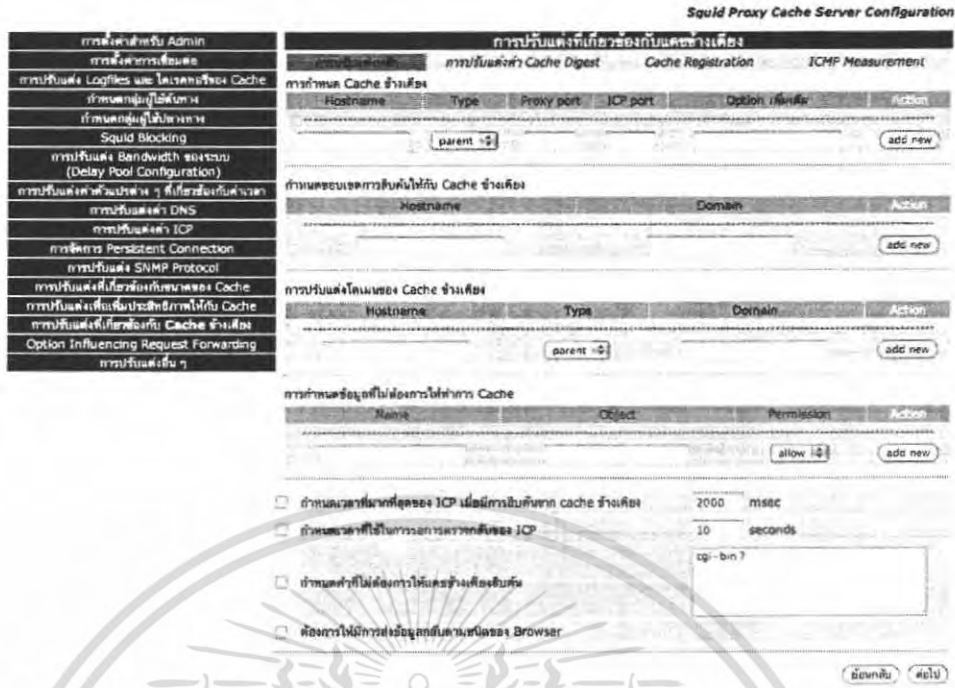 Squid Proxy Cache Server Configuration
การตั้งค่าสำหรับ Admin
การตั้งค่าการเชื่อมต่อ
การปรับแต่ง Logfiles และ ไดเรคทอรีของ Cache
กำหนดกลุ่มผู้ใช้ต้นทาง
กำหนดกลุ่มผู้ใช้ปลายทาง
Squid Blocking
การปรับแต่ง Bandwidth ของระบบ
(Delay Pool Configuration)
การปรับแต่งค่าตัวแปรต่าง ๆ ที่เกี่ยวข้องกับค่าเวลา
การปรับแต่งค่า DNS
การปรับแต่งค่า ICP
การจัดการ Persistent Connection
การปรับแต่ง SNMP Protocol
การปรับแต่งที่เกี่ยวข้องกับขนาดของ Cache
การปรับแต่งเพื่อเพิ่มประสิทธิภาพให้กับ Cache
การปรับแต่งที่เกี่ยวข้องกับ Cache ข้างเคียง
Option Influencing Request Forwarding
การปรับแต่งอื่น ๆ
การปรับแต่งที่เกี่ยวข้องกับแคชข้างเคียง
การปรับแต่งค่า Cache Digest Cache Registration ICMP Measurement
การกำหนด Cache ข้างเคียง
Hostname Type Proxy port ICP port Option เพิ่มเติม Action
parent add new
กำหนดขอบเขตการสืบค้นให้กับ Cache ข้างเคียง
Hostname Domain Action
add new
การปรับแต่งโดเมนของ Cache ข้างเคียง
Hostname Type Domain Action
parent add new
การกำหนดข้อมูลที่ไม่ต้องการให้ทำการ Cache
Name Object Permission Action
allow add new
กำหนดเวลาที่มากที่สุดของ ICP เมื่อมีการสืบค้นจาก cache ข้างเคียง 2000 msec
กำหนดเวลาที่ใช้ในการรอการตรวจกลับของ ICP 10 seconds
กำหนดคำที่ไม่ต้องการให้แคชข้างเคียงสืบค้น cgi-bin ?
ต้องการให้มีการส่งข้อมูลกลับตามชนิดของ Browser
ย้อนกลับ ต่อไป